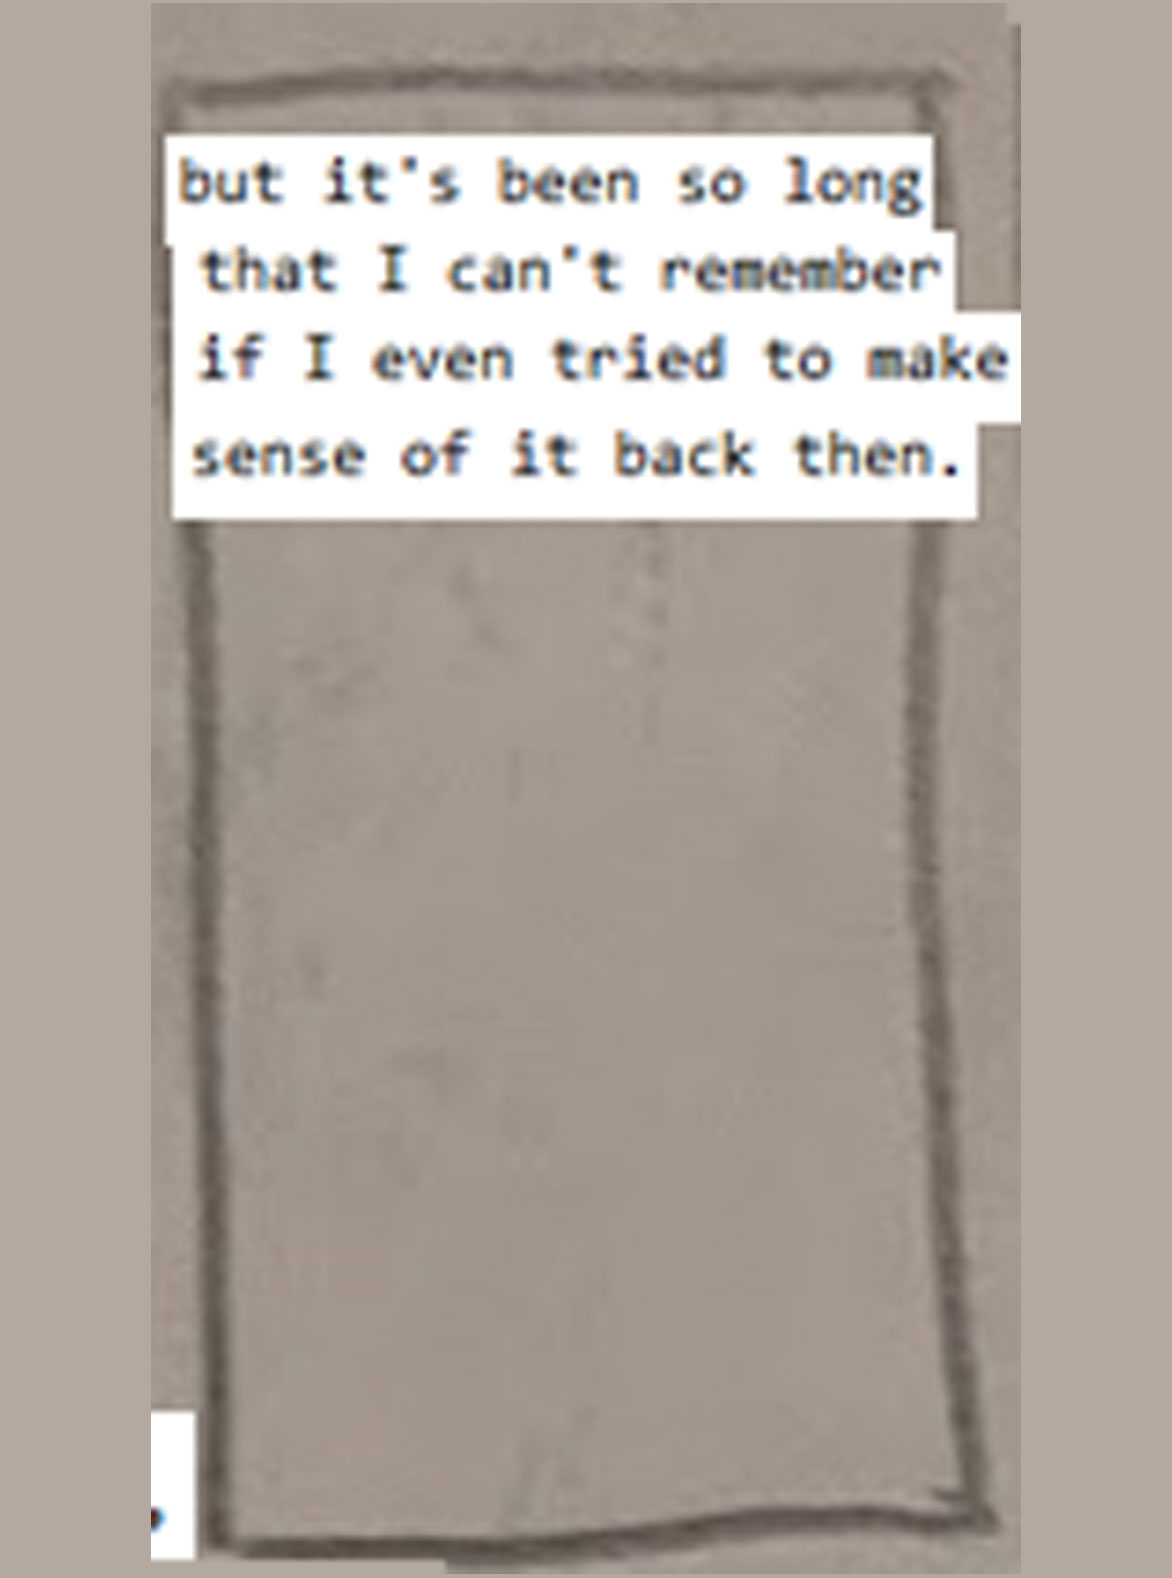 but it's been so long
that I can't remember
if I even tried to make
sense of it back then.
.